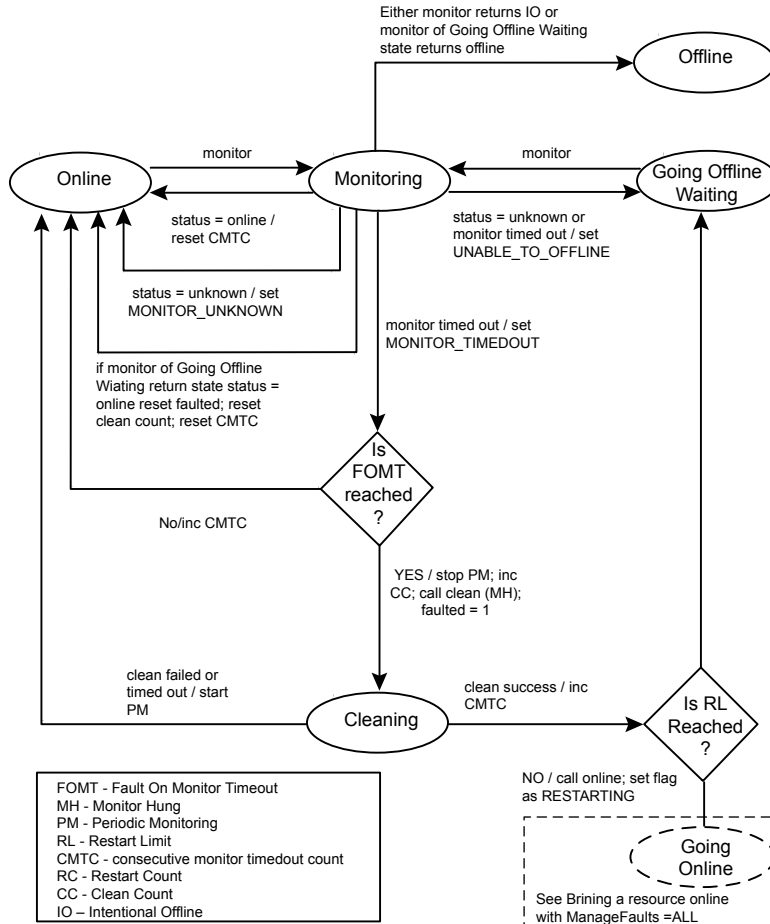 Either monitor returns IO or
monitor of Going Offline Waiting
state returns offline
Offline
monitor
monitor
Online
Monitoring
Going Offline
Waiting
status = online /
reset CMTC
status = unknown or
monitor timed out / set
UNABLE_TO_OFFLINE
status = unknown / set
MONITOR_UNKNOWN
monitor timed out / set
MONITOR_TIMEDOUT
if monitor of Going Offline
Wiating return state status =
online reset faulted; reset
clean count; reset CMTC
Is
FOMT
reached
?
No/inc CMTC
YES / stop PM; inc
CC; call clean (MH);
faulted = 1
clean failed or
timed out / start
PM
Cleaning
clean success / inc
CMTC
Is RL
Reached
?
NO / call online; set flag
as RESTARTING
Going
Online
See Brining a resource online
with ManageFaults =ALL
FOMT - Fault On Monitor Timeout
MH - Monitor Hung
PM - Periodic Monitoring
RL - Restart Limit
CMTC - consecutive monitor timedout count
RC - Restart Count
CC - Clean Count
IO – Intentional Offline